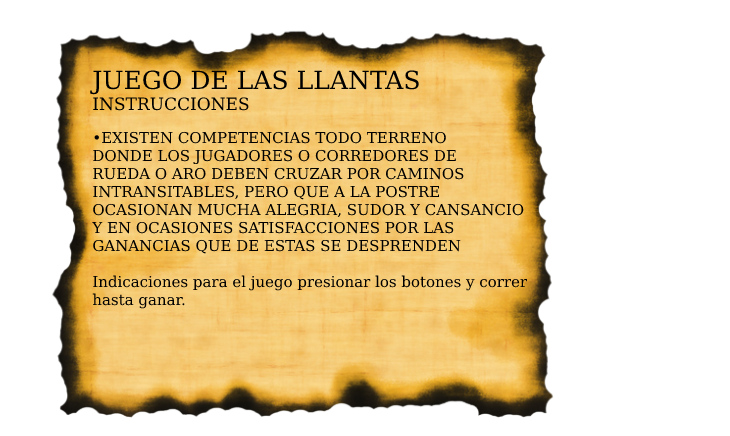 JUEGO DE LAS LLANTAS
INSTRUCCIONES
•EXISTEN COMPETENCIAS TODO TERRENO
DONDE LOS JUGADORES O CORREDORES DE
RUEDA O ARO DEBEN CRUZAR POR CAMINOS
INTRANSITABLES, PERO QUE A LA POSTRE
OCASIONAN MUCHA ALEGRIA, SUDOR Y CANSANCIO
Y EN OCASIONES SATISFACCIONES POR LAS
GANANCIAS QUE DE ESTAS SE DESPRENDEN
Indicaciones para el juego presionar los botones y correr
hasta ganar.